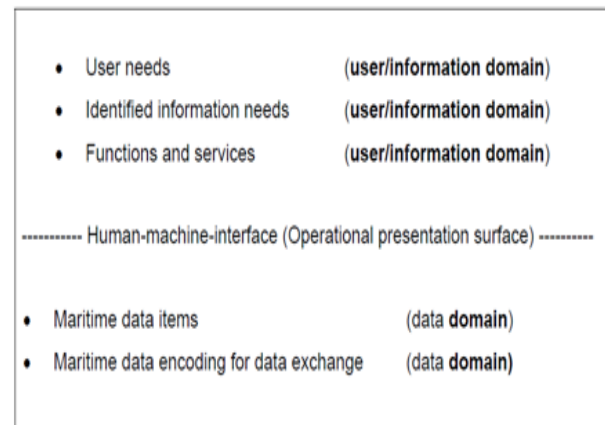 • User needs (user/information domain)
• Identified information needs (user/information domain)
• Functions and services (user/information domain)
----------- Human-machine-interface (Operational presentation surface) ----------
• Maritime data items (data domain)
• Maritime data encoding for data exchange (data domain)